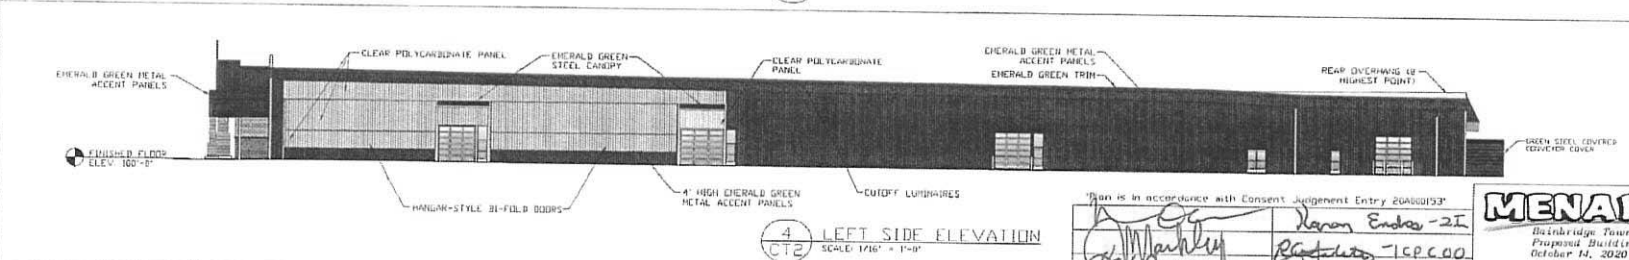 CLEAR POLYCARBONATE PANEL
EMERALD GREEN
STEEL CANOPY
CLEAR POLYCARBONATE
PANEL
EMERALD GREEN METAL
ACCENT PANELS
EMERALD GREEN TRIM
REAR OVERHANG (@
HIGHEST POINT)
EMERALD GREEN METAL
ACCENT PANELS
FINISHED FLOOR
ELEV. 100'-0"
GREEN STEEL COVERED
CONVEYOR COVER
HANGAR-STYLE BI-FOLD DOORS
4' HIGH EMERALD GREEN
METAL ACCENT PANELS
CUTOFF LUMINAIRES
4
CT2
LEFT SIDE ELEVATION
SCALE: 1/16" = 1'-0"
"Plan is in accordance with Consent Judgement Entry
Karen Endres - ZI
MENAR
Bainbridge Town
Proposed Buildin
October 14, 2020